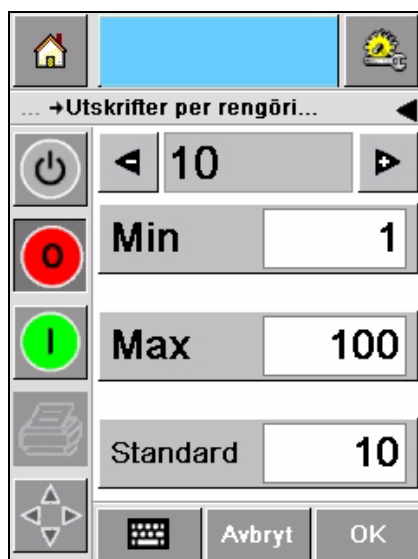 ... →Utskrifter per rengöri...
10
Min 1
Max 100
Standard 10
Avbryt OK